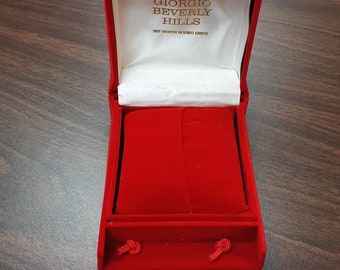 GIORGIO
BEVERLY
HILLS
327 NORTH RODEO DRIVE